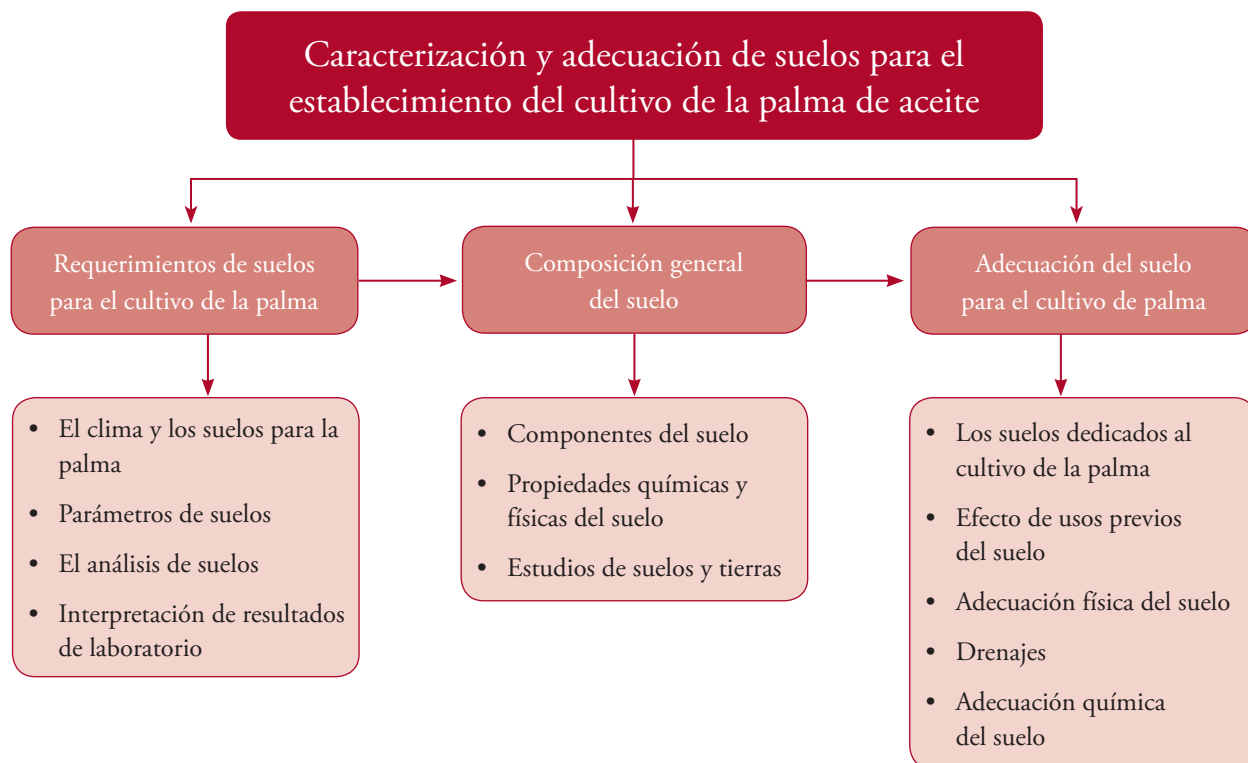 Caracterización y adecuación de suelos para el
establecimiento del cultivo de la palma de aceite
Requerimientos de suelos
para el cultivo de la palma
Composición general
del suelo
Adecuación del suelo
para el cultivo de palma
• El clima y los suelos para la
palma
• Parámetros de suelos
• El análisis de suelos
• Interpretación de resultados
de laboratorio
• Componentes del suelo
• Propiedades químicas y
físicas del suelo
• Estudios de suelos y tierras
• Los suelos dedicados al
cultivo de la palma
• Efecto de usos previos
del suelo
• Adecuación física del suelo
• Drenajes
• Adecuación química
del suelo